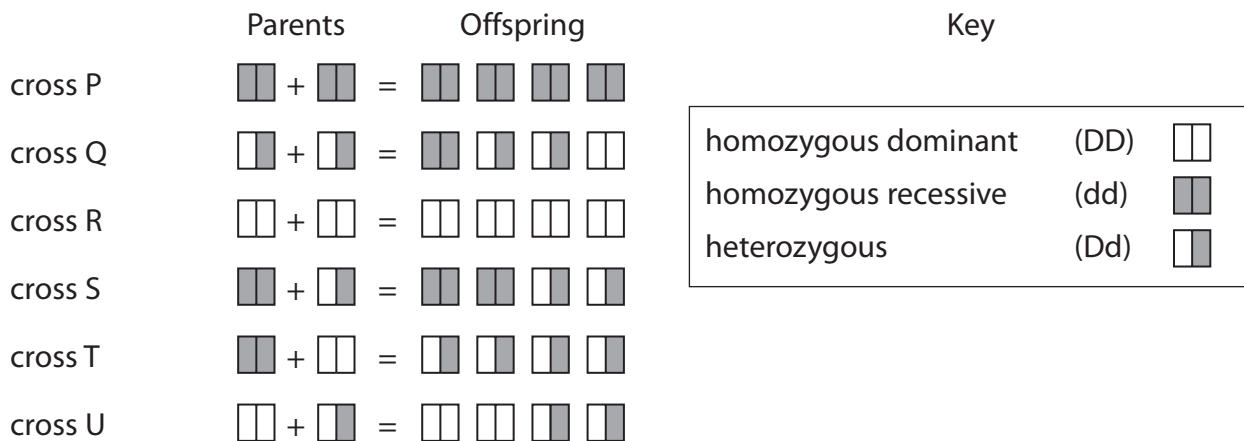 Parents Offspring Key
cross P + =
cross Q + =
cross R + =
cross S + =
cross T + =
cross U + =
homozygous dominant (DD)
homozygous recessive (dd)
heterozygous (Dd)